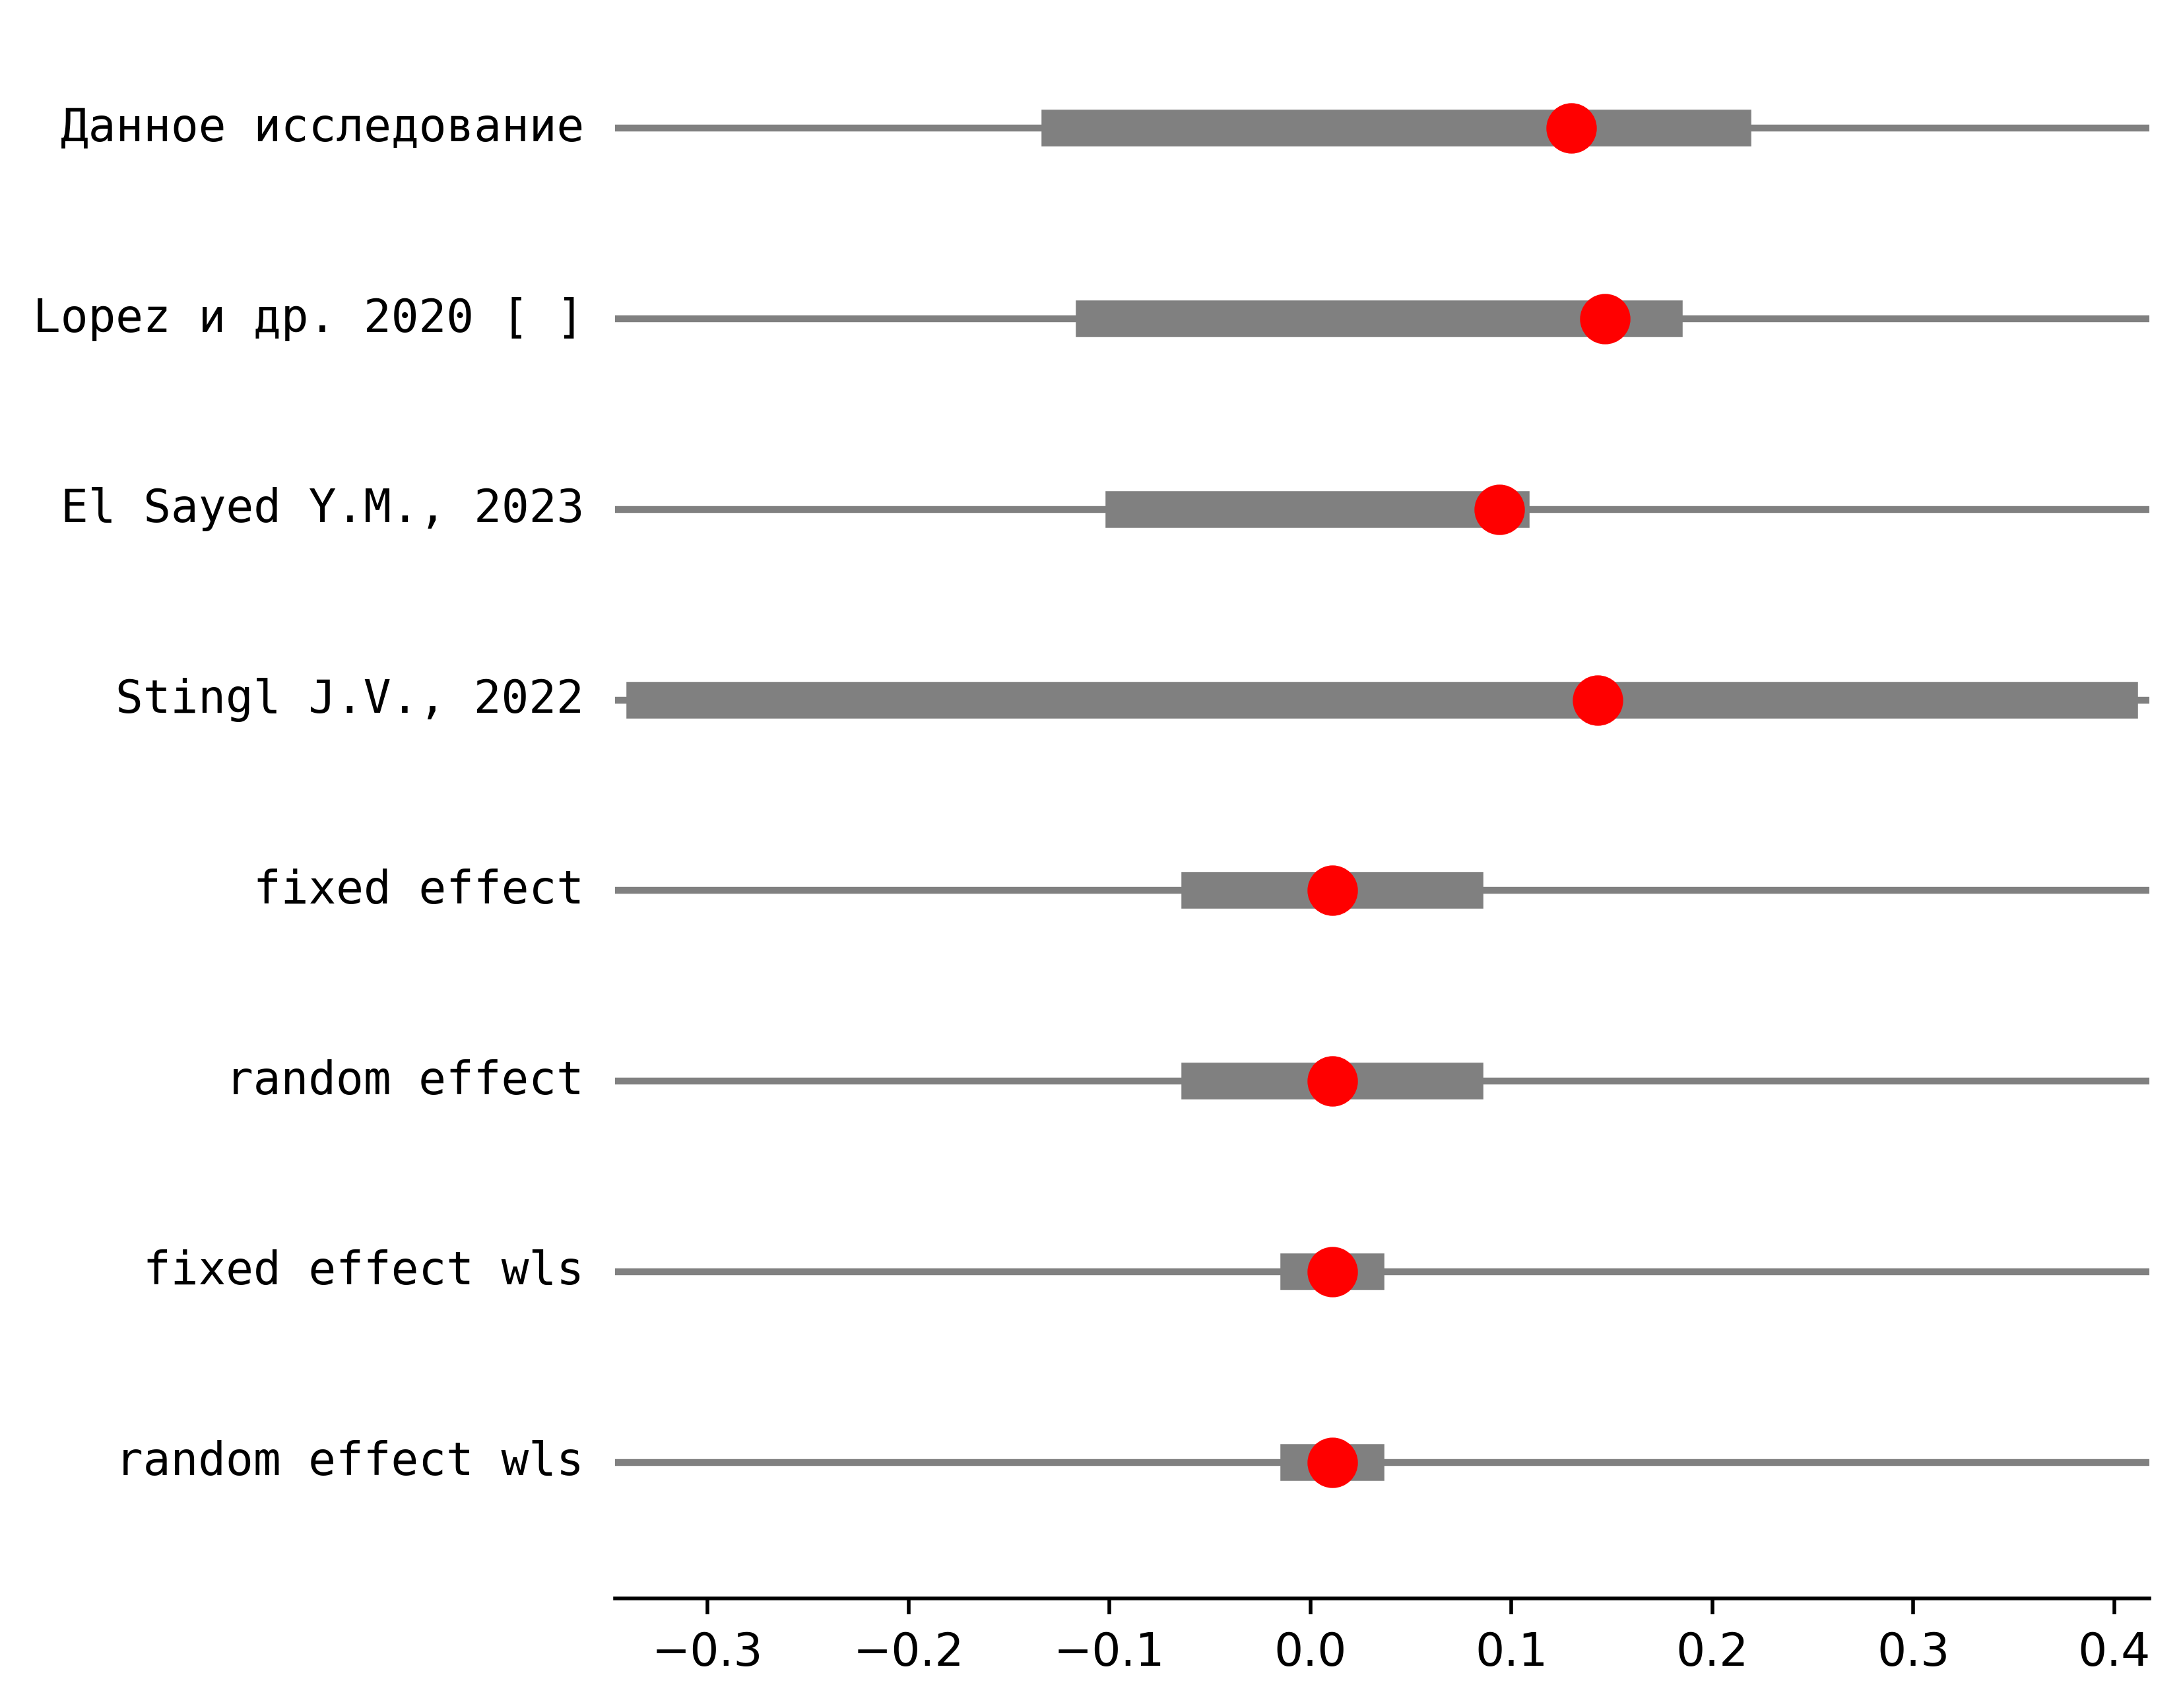 Данное исследование
Lopez и др. 2020 [ ]
El Sayed Y.M., 2023
Stingl J.V., 2022
fixed effect
random effect
fixed effect wls
random effect wls
−0.3 −0.2 −0.1 0.0 0.1 0.2 0.3 0.4